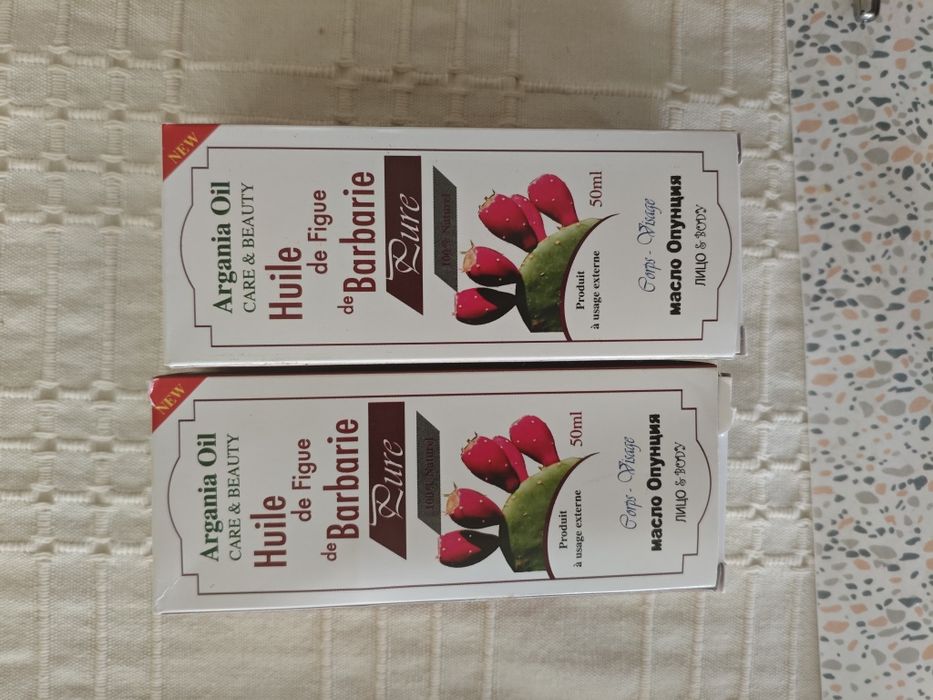 NEW
Argania Oil
CARE & BEAUTY
Huile
de Figue
de Barbarie
Pure
100% Naturel
Produit
à usage externe
50ml
Corps - Visage
масло Опунция
ЛИЦО & BODY
NEW
Argania Oil
CARE & BEAUTY
Huile
de Figue
de Barbarie
Pure
100% Naturel
Produit
à usage externe
50ml
Corps - Visage
масло Опунция
ЛИЦО & BODY